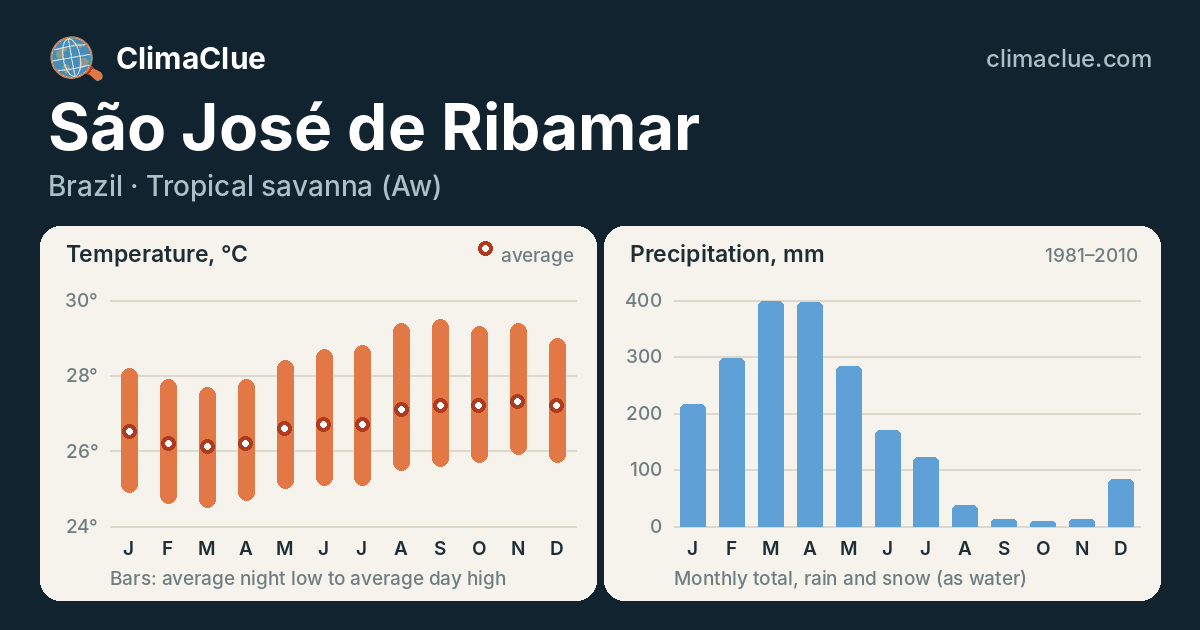 ClimaClue
climaclue.com
São José de Ribamar
Brazil · Tropical savanna (Aw)
Temperature, °C
average
30°
28°
26°
24°
J F M A M J J A S O N D
Bars: average night low to average day high
Precipitation, mm
1981–2010
400
300
200
100
0
J F M A M J J A S O N D
Monthly total, rain and snow (as water)